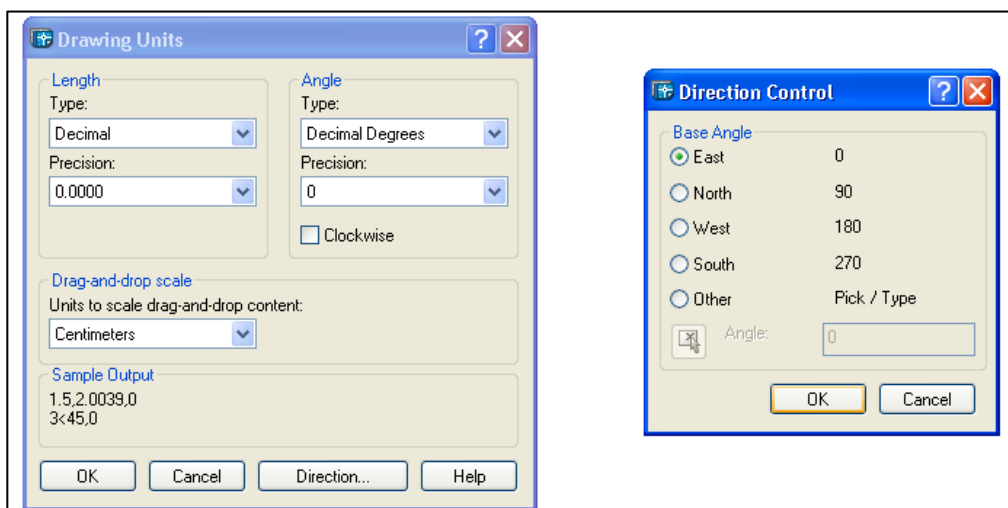 Drawing Units
Length
Type:
Decimal
Precision:
0.0000
Angle
Type:
Decimal Degrees
Precision:
0
Clockwise
Drag-and-drop scale
Units to scale drag-and-drop content:
Centimeters
Sample Output
1.5,2.0039,0
3<45,0
OK Cancel Direction... Help
Direction Control
Base Angle
East 0
North 90
West 180
South 270
Other Pick / Type
Angle: 0
OK Cancel